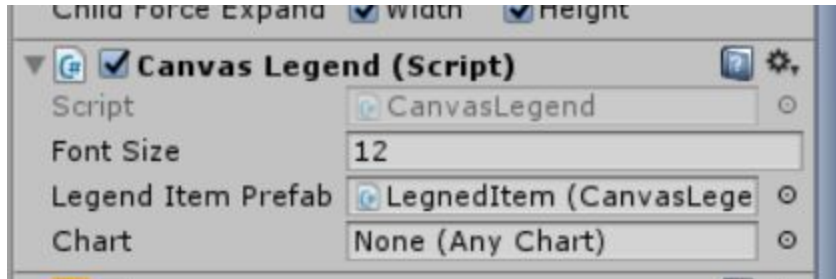 Child Force Expand Width Height
Canvas Legend (Script)
Script CanvasLegend
Font Size 12
Legend Item Prefab LegnedItem (CanvasLege
Chart None (Any Chart)